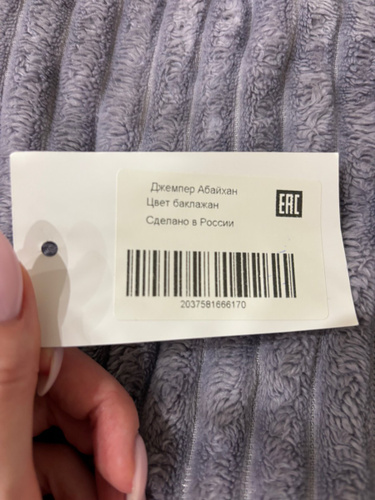 Джемпер Абайхан
Цвет баклажан
EAC
Сделано в России
2037581666170